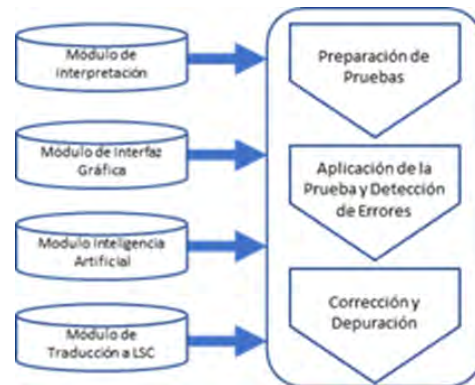 Módulo de
Interpretación
Módulo de Interfaz
Gráfica
Modulo Inteligencia
Artificial
Módulo de
Traducción a LSC
Preparación de
Pruebas
Aplicación de la
Prueba y Detección
de Errores
Corrección y
Depuración